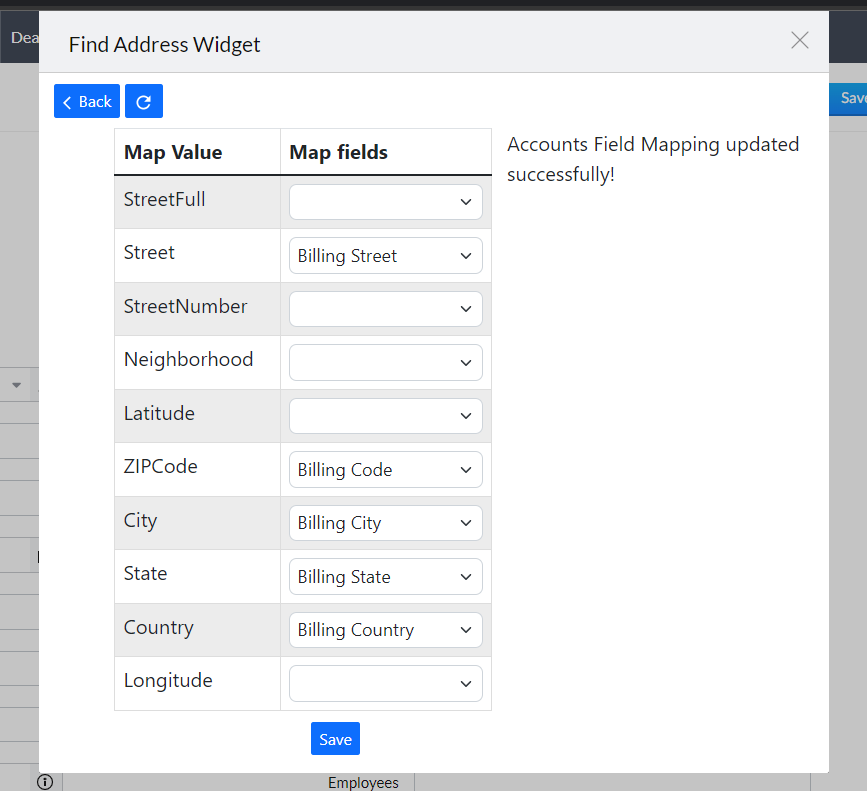 Dea
Find Address Widget
Back
Save
Map Value Map fields
Accounts Field Mapping updated
successfully!
StreetFull
Street Billing Street
StreetNumber
Neighborhood
Latitude
ZIPCode Billing Code
City Billing City
State Billing State
Country Billing Country
Longitude
Save
Employees